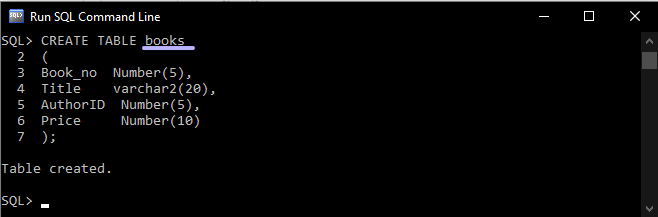 Run SQL Command Line
SQL> CREATE TABLE books
2 (
3 Book_no Number(5),
4 Title varchar2(20),
5 AuthorID Number(5),
6 Price Number(10)
7 );
Table created.
SQL>